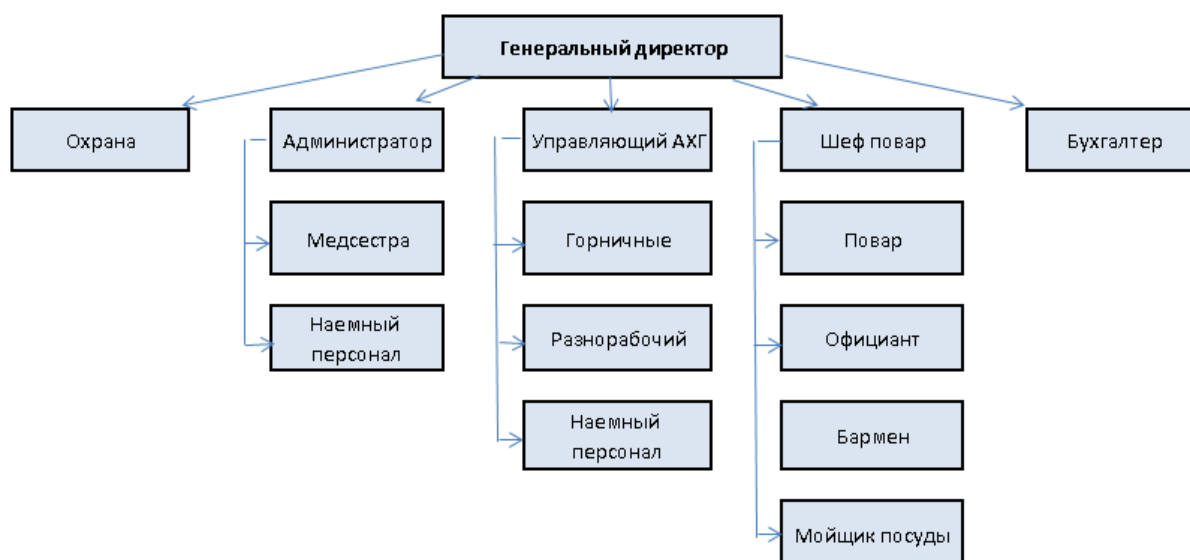 Генеральный директор
Охрана
Администратор
Управляющий АХГ
Шеф повар
Бухгалтер
Медсестра
Горничные
Повар
Наемный
персонал
Разнорабочий
Официант
Наемный
персонал
Бармен
Мойщик посуды